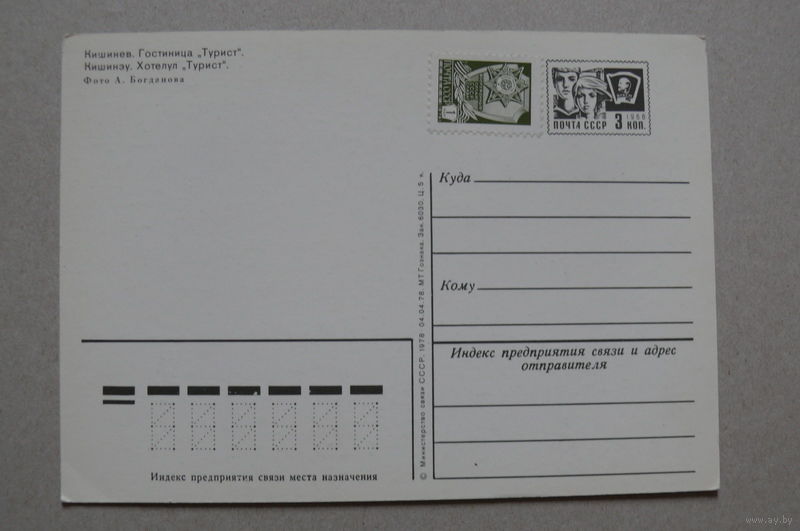 Кишинев. Гостиница „Турист".
Кишинэу. Хотелул „Турист".
Фото А. Богданова
ПОЧТА
1
1966
ПОЧТА СССР 3 КОП.
Куда
Кому
Индекс предприятия связи и адрес
отправителя
© Министерство связи СССР. 1978 04.04.78. МТ Гознака. Зак. 6030. Ц. 5 к.
Индекс предприятия связи места назначения
www.ay.by